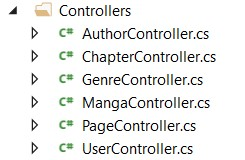 Controllers
C# AuthorController.cs
C# ChapterController.cs
C# GenreController.cs
C# MangaController.cs
C# PageController.cs
C# UserController.cs